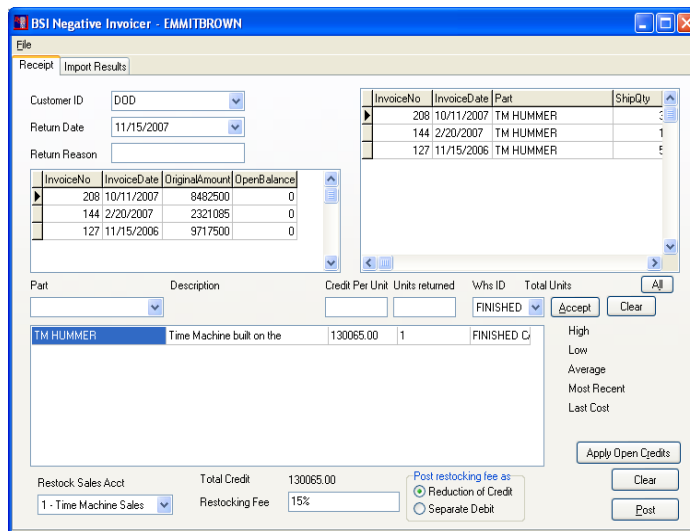 BSI Negative Invoicer - EMMITBROWN
File
Receipt Import Results
Customer ID DOD
Return Date 11/15/2007
Return Reason
InvoiceNo InvoiceDate Part ShipQty
208 10/11/2007 TM HUMMER
144 2/20/2007 TM HUMMER 1
127 11/15/2006 TM HUMMER 5
InvoiceNo InvoiceDate OriginalAmount OpenBalance
208 10/11/2007 8482500 0
144 2/20/2007 2321085 0
127 11/15/2006 9717500 0
Part Description Credit Per Unit Units returned Whs ID Total Units All
FINISHED Accept Clear
TM HUMMER Time Machine built on the 130065.00 1 FINISHED
High
Low
Average
Most Recent
Last Cost
Apply Open Credits
Restock Sales Acct Total Credit 130065.00 Post restocking fee as Clear
1 - Time Machine Sales Restocking Fee 15% Reduction of Credit
Separate Debit Post